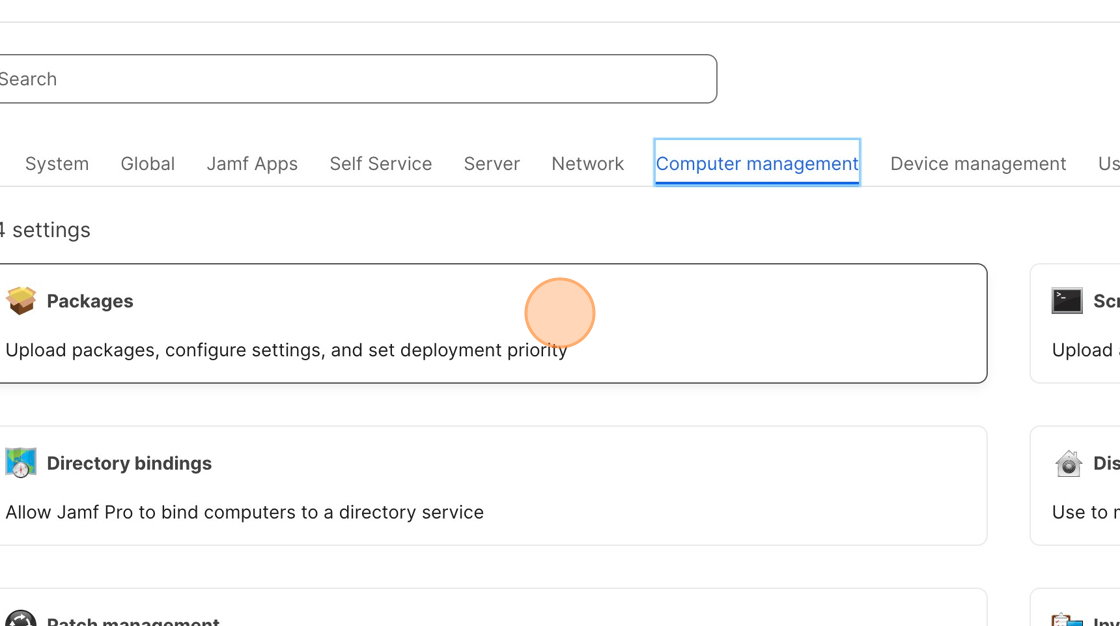 Search
System Global Jamf Apps Self Service Server Network Computer management Device management Us
4 settings
Packages
Upload packages, configure settings, and set deployment priority
Scr
Upload
Directory bindings
Allow Jamf Pro to bind computers to a directory service
Dis
Use to
Patch management
Inv